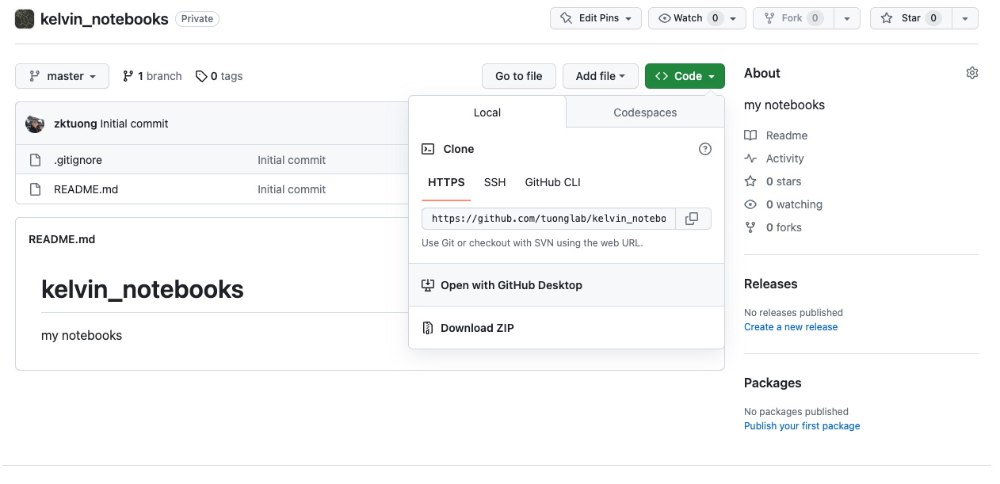 kelvin_notebooks Private Edit Pins Watch 0 Fork 0 Star 0
master 1 branch 0 tags Go to file Add file Code
zktuong Initial commit
.gitignore Initial commit
README.md Initial commit
README.md
kelvin_notebooks
my notebooks
Local Codespaces
Clone
HTTPS SSH GitHub CLI
https://github.com/tuonglab/kelvin_notebo
Use Git or checkout with SVN using the web URL.
Open with GitHub Desktop
Download ZIP
About
my notebooks
Readme
Activity
0 stars
0 watching
0 forks
Releases
No releases published
Create a new release
Packages
No packages published
Publish your first package